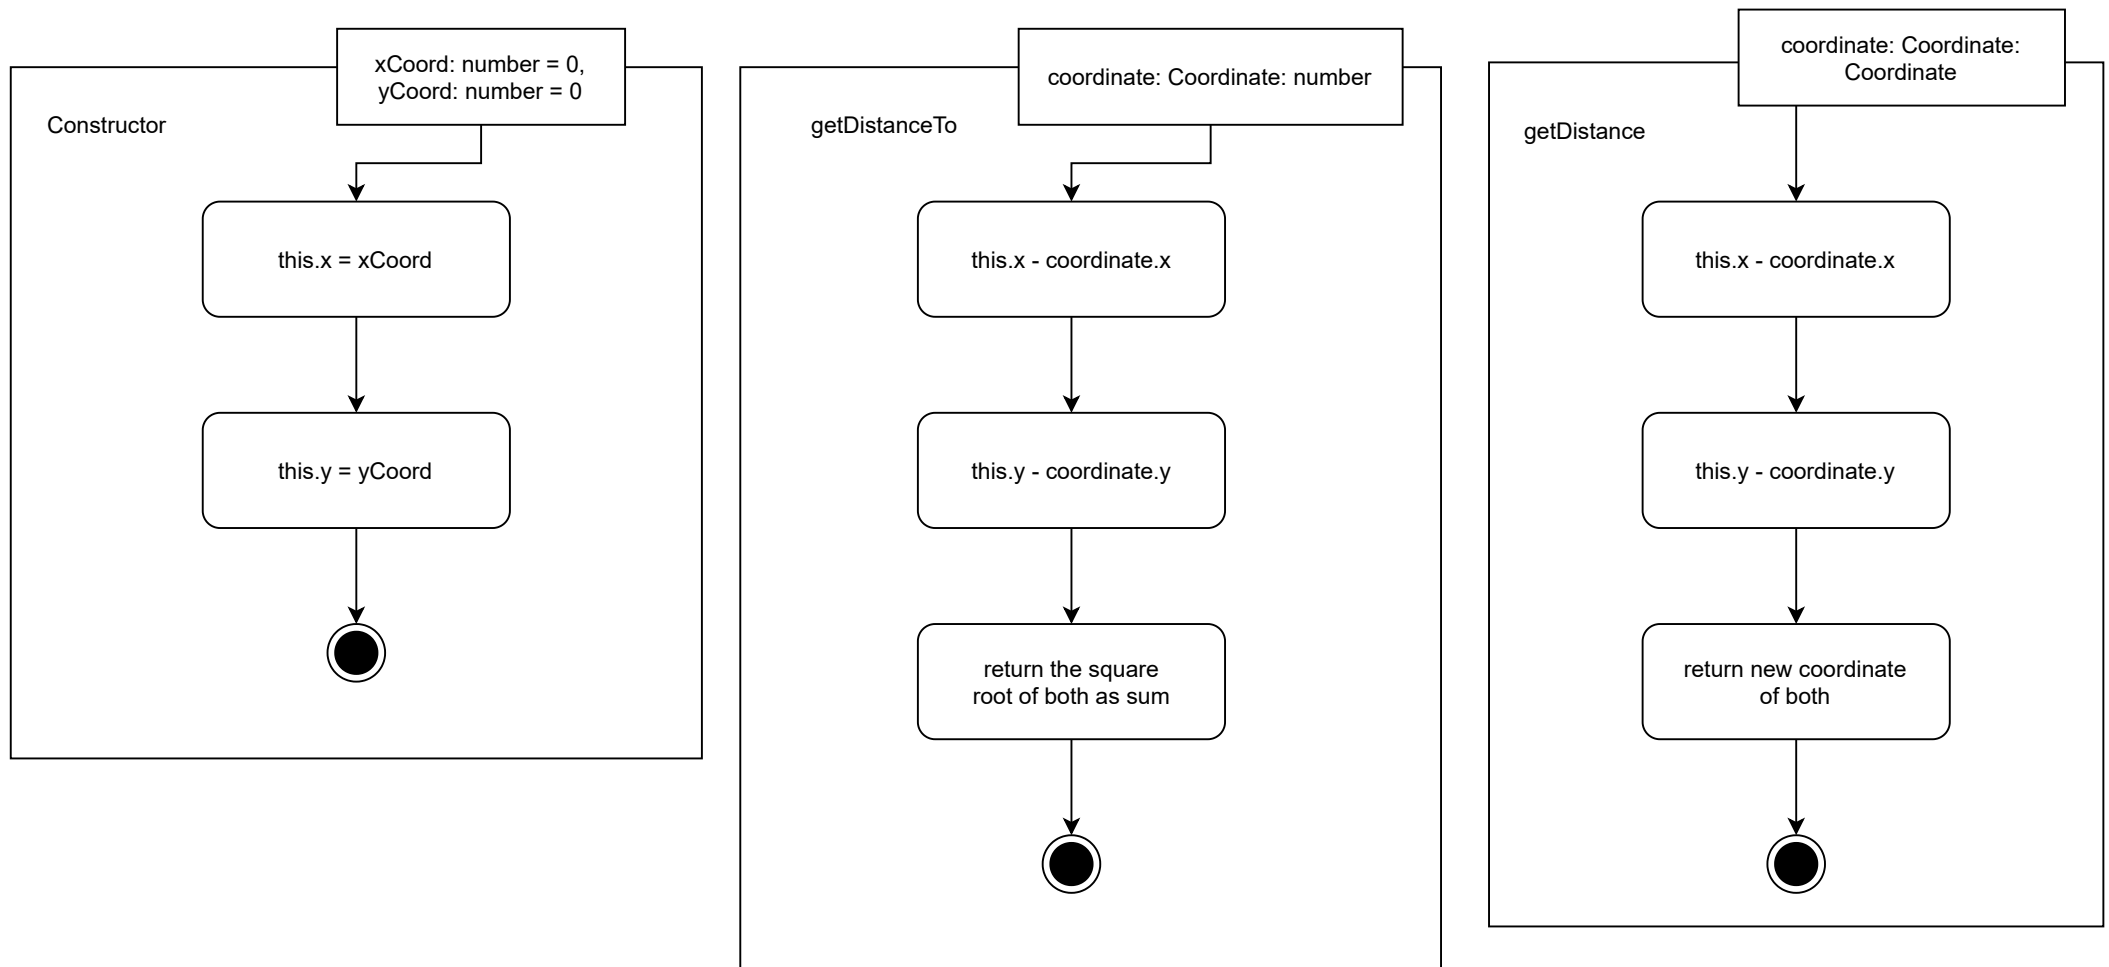 xCoord: number = 0,
yCoord: number = 0
Constructor
this.x = xCoord
this.y = yCoord
coordinate: Coordinate: number
getDistanceTo
this.x - coordinate.x
this.y - coordinate.y
return the square
root of both as sum
coordinate: Coordinate:
Coordinate
getDistance
this.x - coordinate.x
this.y - coordinate.y
return new coordinate
of both